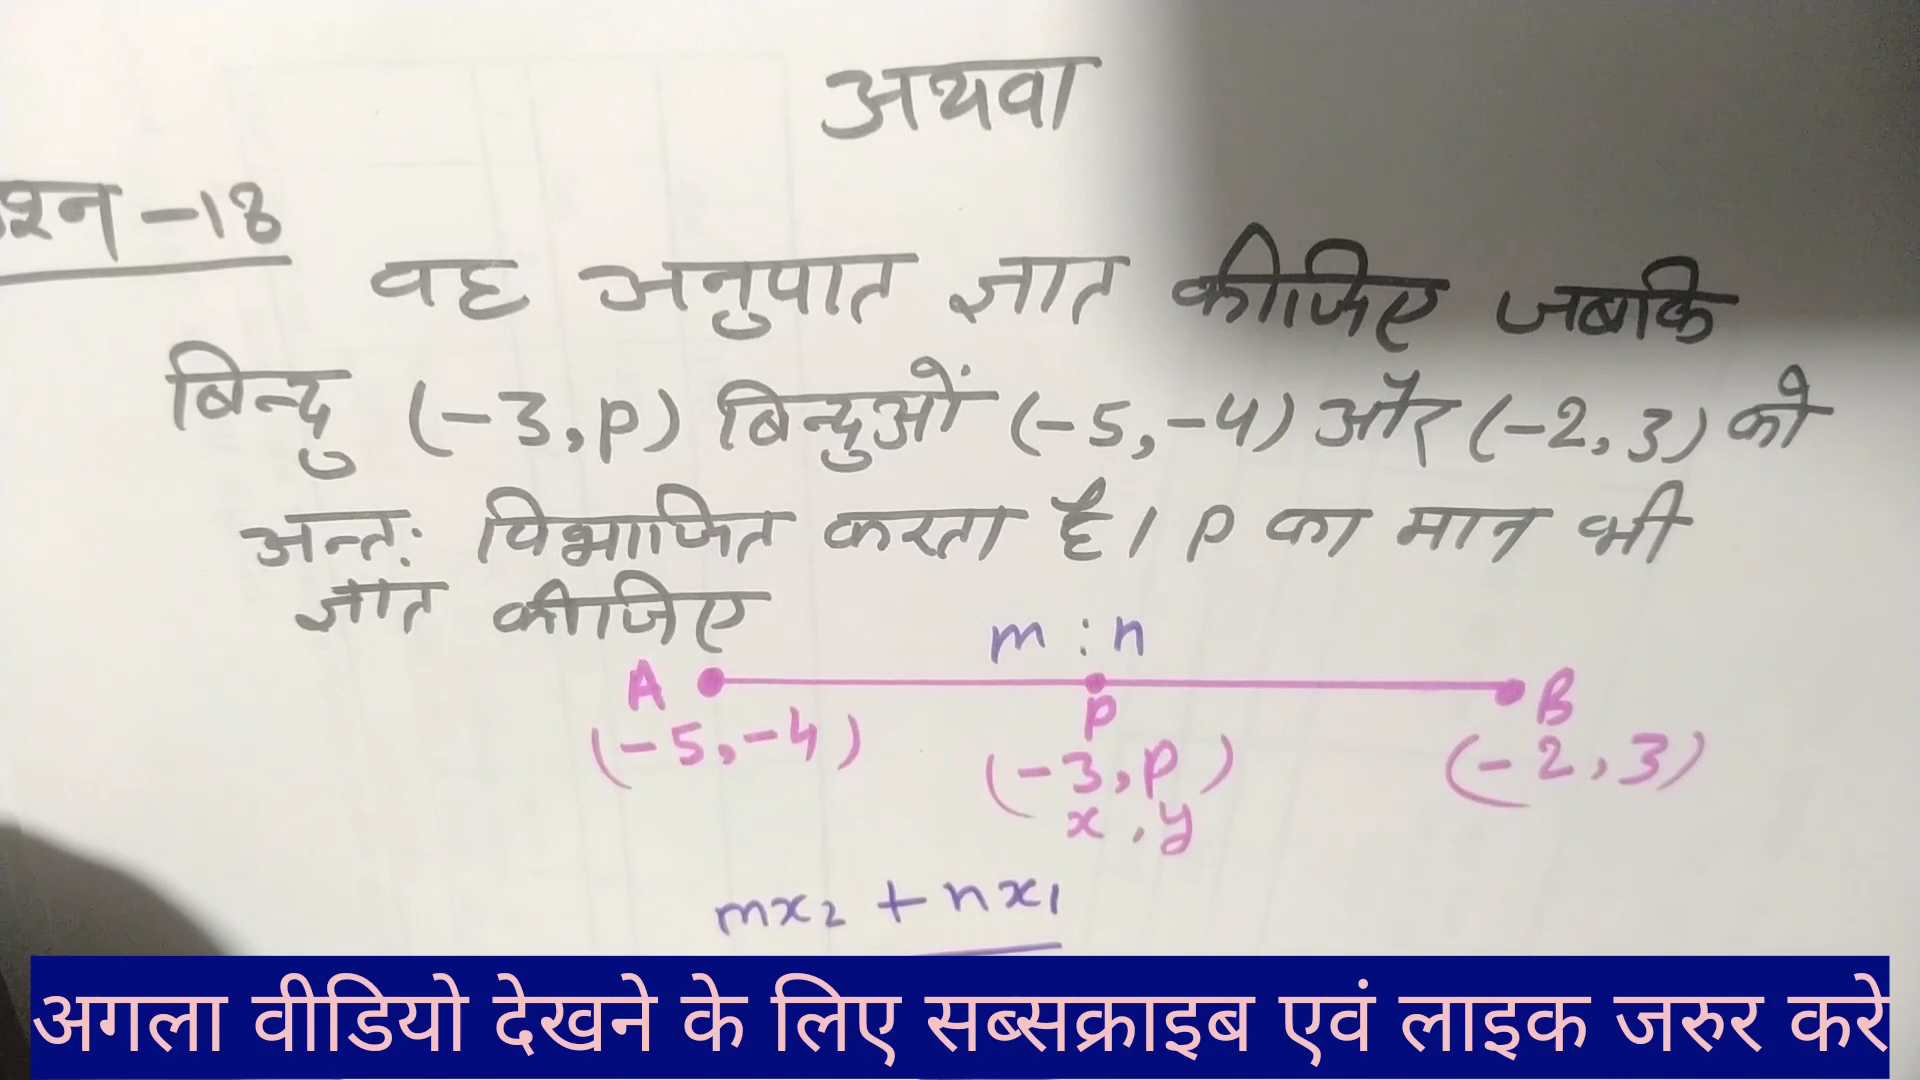 अथवा
श्न -18
वह अनुपात ज्ञात कीजिए जबकि
बिन्दु (-3,P) बिन्दुओं (-5,-4) और (-2,3) को
अन्त: विभाजित करता है। P का मान भी
ज्ञात कीजिए
m : n
A P B
(-5,-4) (-3,P) (-2,3)
x, y
mx2 + nx1
अगला वीडियो देखने के लिए सब्सक्राइब एवं लाइक जरुर करे